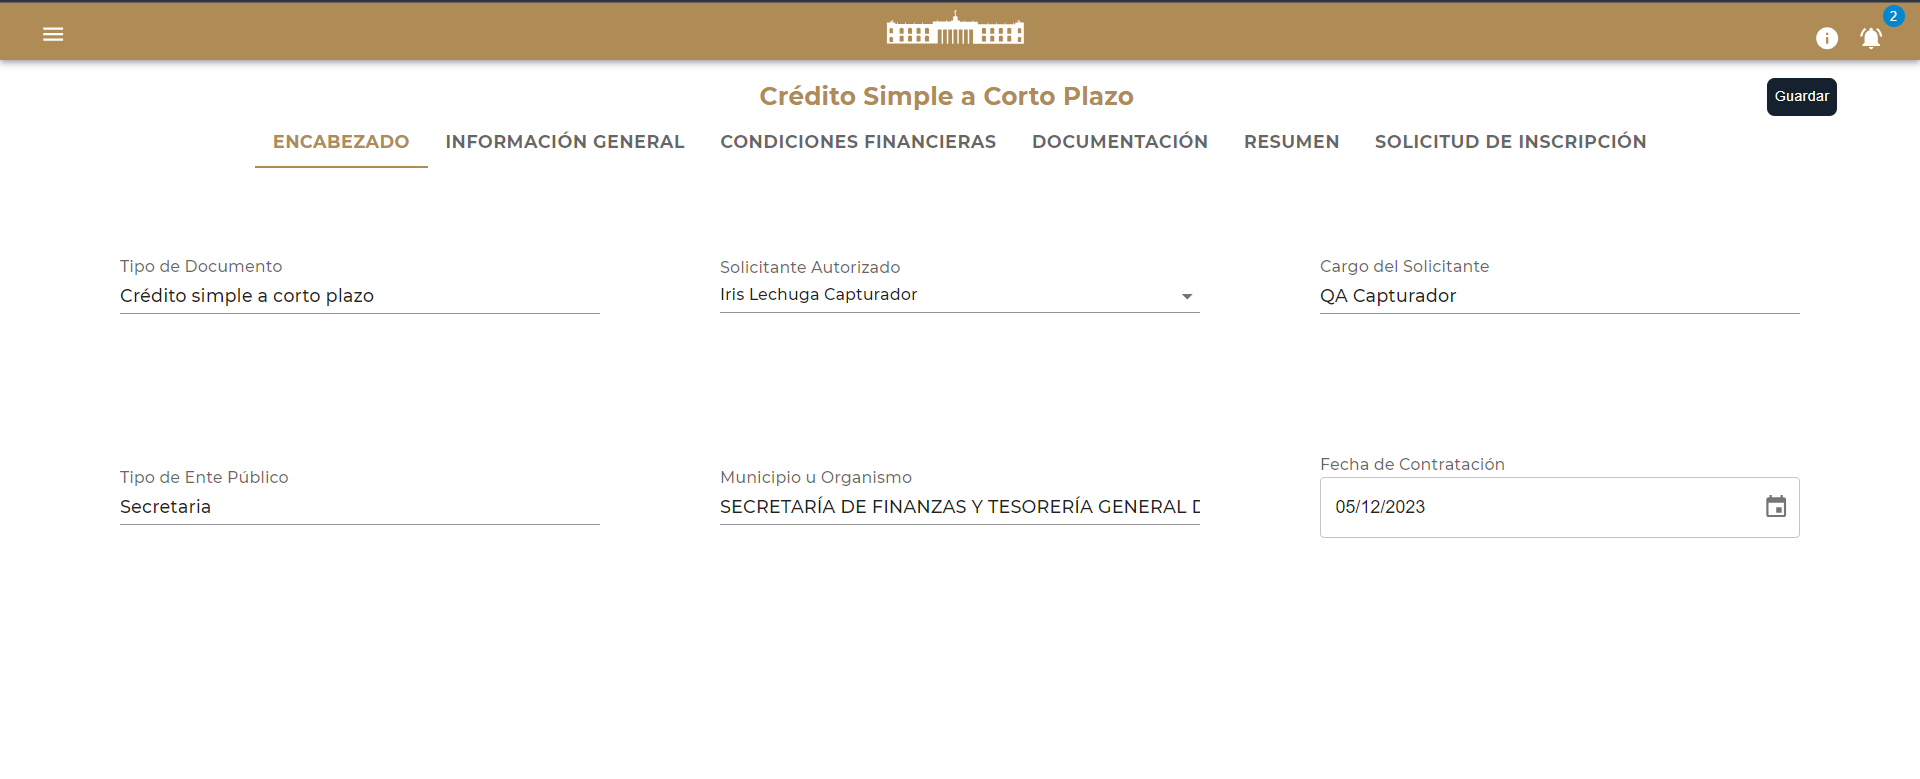 2
Crédito Simple a Corto Plazo
Guardar
ENCABEZADO INFORMACIÓN GENERAL CONDICIONES FINANCIERAS DOCUMENTACIÓN RESUMEN SOLICITUD DE INSCRIPCIÓN
Tipo de Documento
Crédito simple a corto plazo
Solicitante Autorizado
Iris Lechuga Capturador
Cargo del Solicitante
QA Capturador
Tipo de Ente Público
Secretaria
Municipio u Organismo
SECRETARÍA DE FINANZAS Y TESORERÍA GENERAL D
Fecha de Contratación
05/12/2023